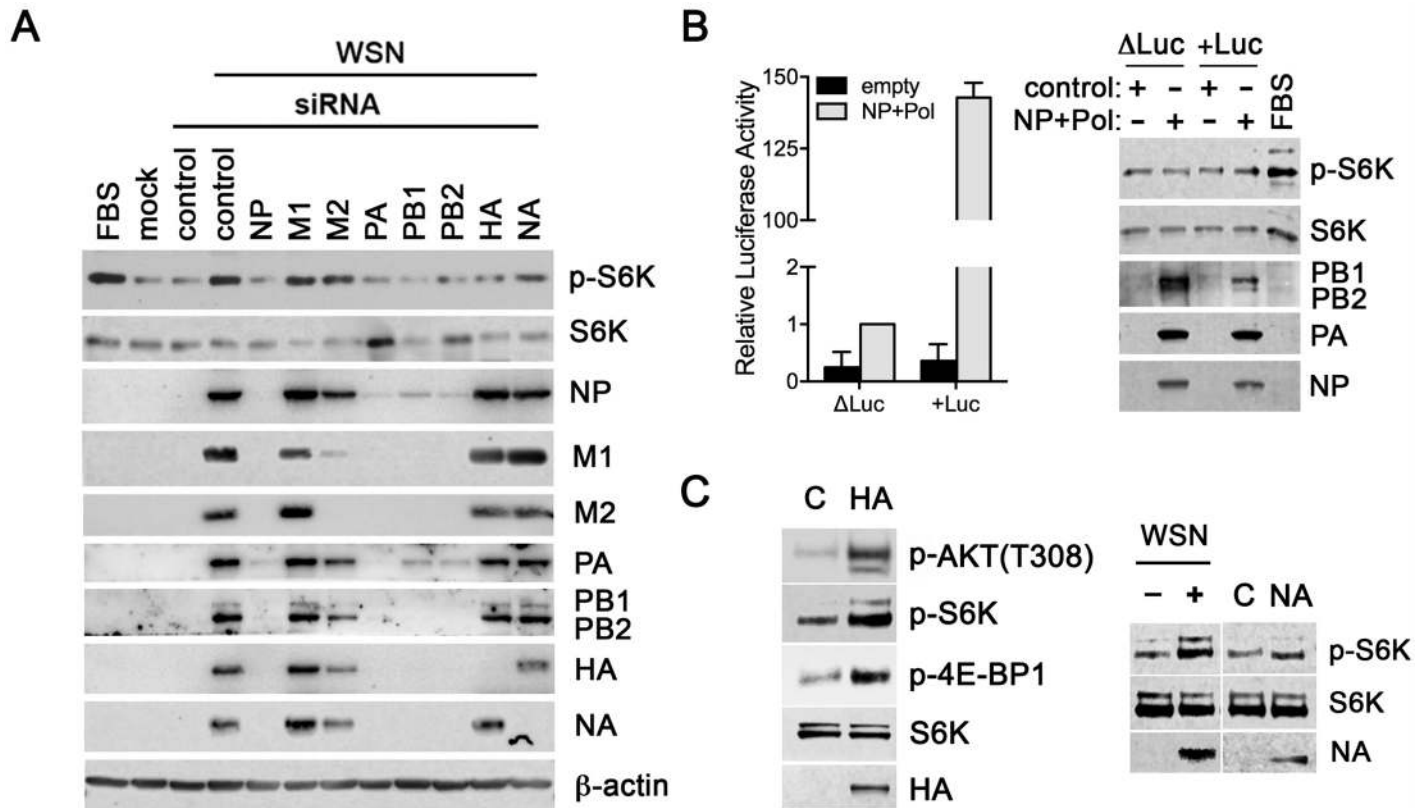 A
WSN
siRNA
FBS
mock
control
control
NP
M1
M2
PA
PB1
PB2
HA
NA
p-S6K
S6K
NP
M1
M2
PA
PB1
PB2
HA
NA
β-actin
B
Relative Luciferase Activity
150
125
100
2
1
0
empty
NP+Pol
ΔLuc
+Luc
ΔLuc +Luc
control: + - + -
NP+Pol: - + - +
FBS
p-S6K
S6K
PB1
PB2
PA
NP
C
C HA
p-AKT(T308)
p-S6K
p-4E-BP1
S6K
HA
WSN
- + C NA
p-S6K
S6K
NA